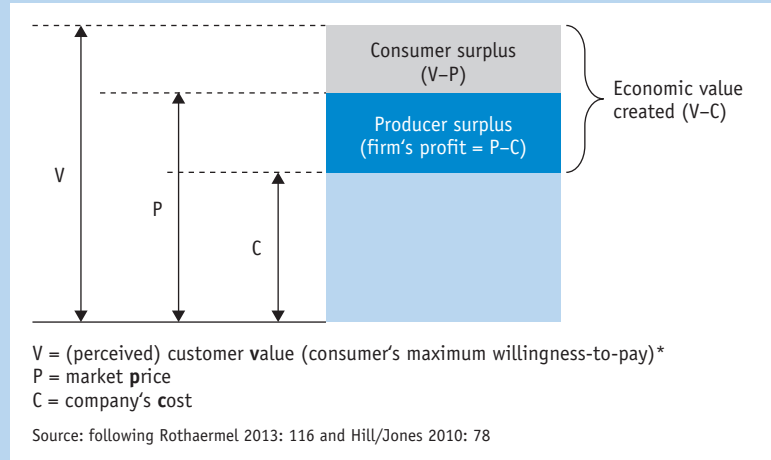 Consumer surplus
(V–P)
Economic value
created (V–C)
Producer surplus
(firm‘s profit = P–C)
V
P
C
V = (perceived) customer value (consumer‘s maximum willingness-to-pay)*
P = market price
C = company‘s cost
Source: following Rothaermel 2013: 116 and Hill/Jones 2010: 78